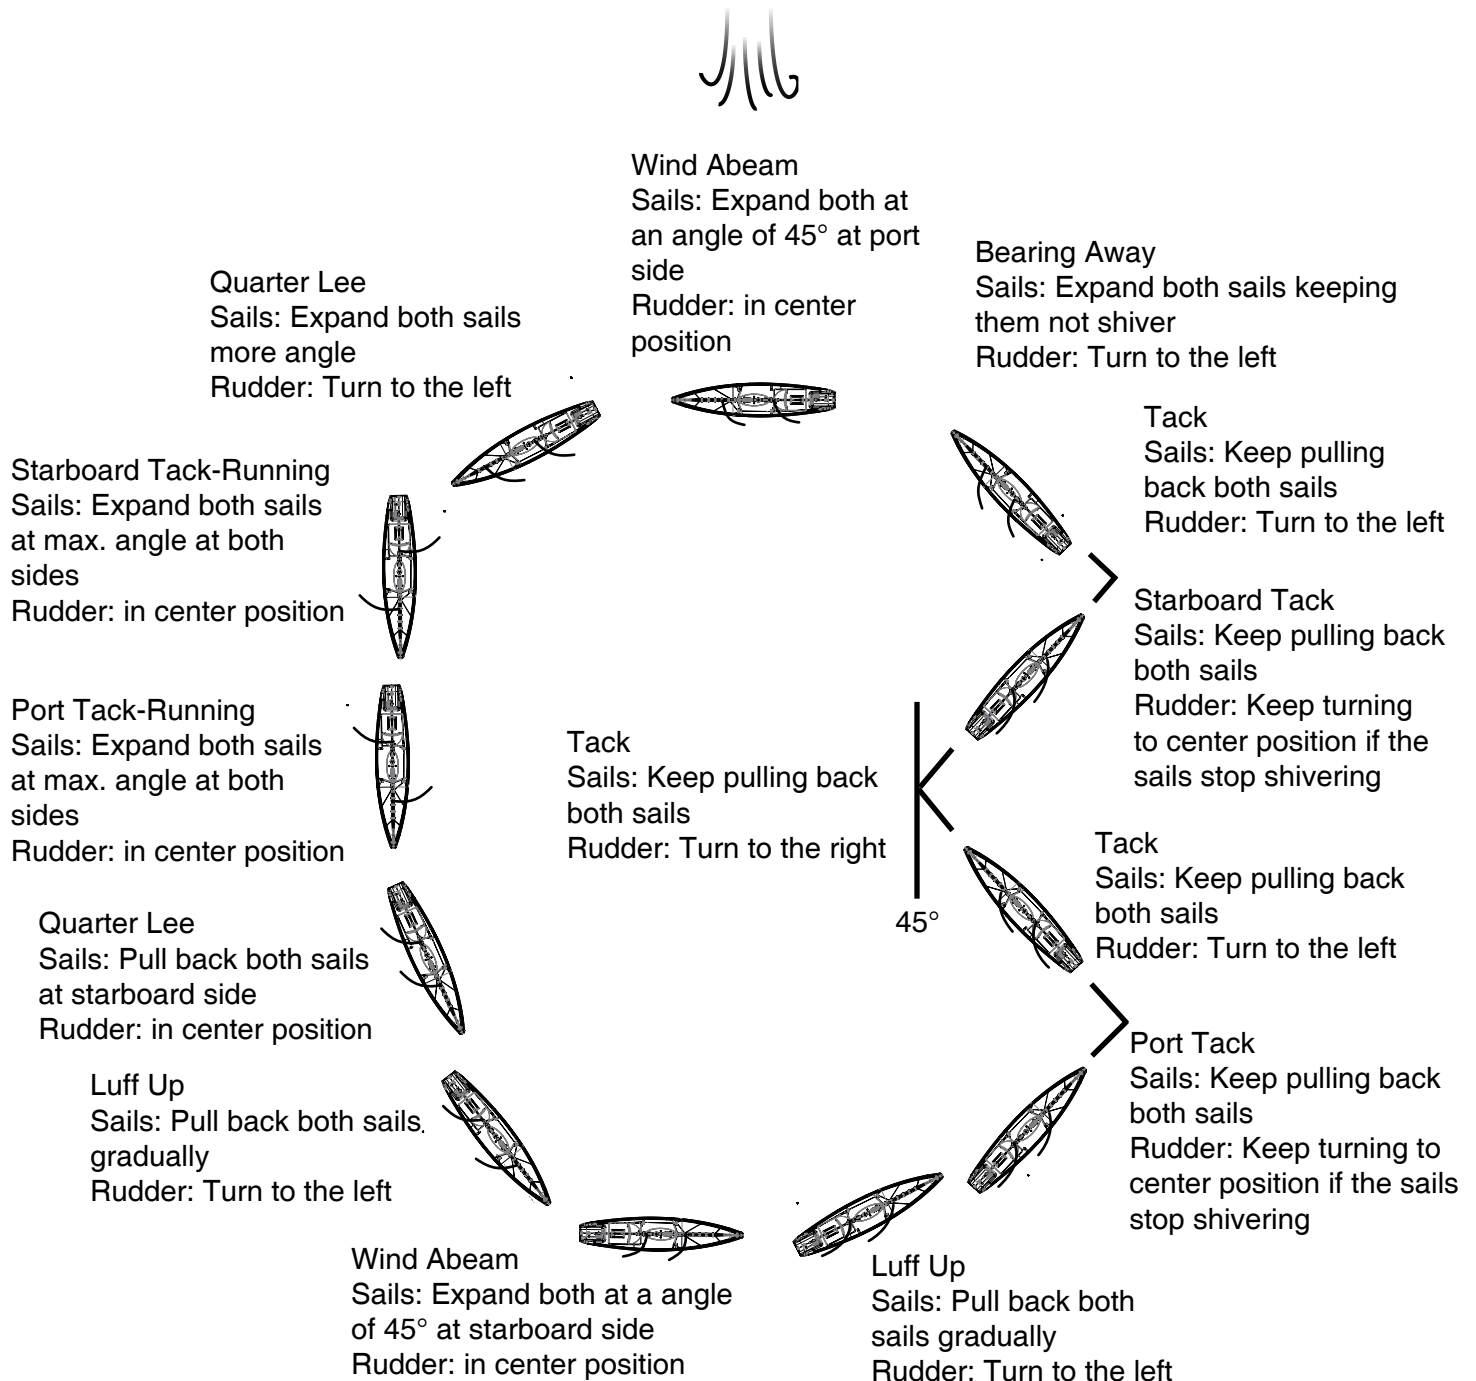 Wind Abeam
Sails: Expand both at
an angle of 45° at port
side
Rudder: in center
position
Bearing Away
Sails: Expand both sails keeping
them not shiver
Rudder: Turn to the left
Quarter Lee
Sails: Expand both sails
more angle
Rudder: Turn to the left
Tack
Sails: Keep pulling
back both sails
Rudder: Turn to the left
Starboard Tack-Running
Sails: Expand both sails
at max. angle at both
sides
Rudder: in center position
Starboard Tack
Sails: Keep pulling back
both sails
Rudder: Keep turning
to center position if the
sails stop shivering
Port Tack-Running
Sails: Expand both sails
at max. angle at both
sides
Rudder: in center position
Tack
Sails: Keep pulling back
both sails
Rudder: Turn to the right
45°
Tack
Sails: Keep pulling back
both sails
Rudder: Turn to the left
Quarter Lee
Sails: Pull back both sails
at starboard side
Rudder: in center position
Port Tack
Sails: Keep pulling back
both sails
Rudder: Keep turning to
center position if the sails
stop shivering
Luff Up
Sails: Pull back both sails
gradually
Rudder: Turn to the left
Wind Abeam
Sails: Expand both at a angle
of 45° at starboard side
Rudder: in center position
Luff Up
Sails: Pull back both
sails gradually
Rudder: Turn to the left